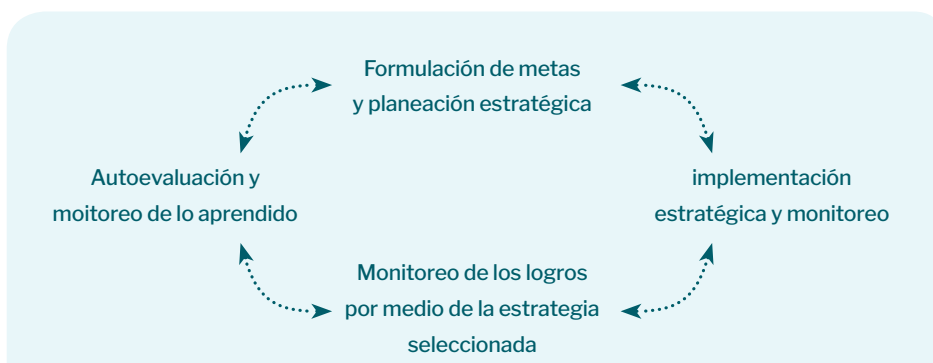 Formulación de metas
y planeación estratégica
Autoevaluación y
moitoreo de lo aprendido
implementación
estratégica y monitoreo
Monitoreo de los logros
por medio de la estrategia
seleccionada